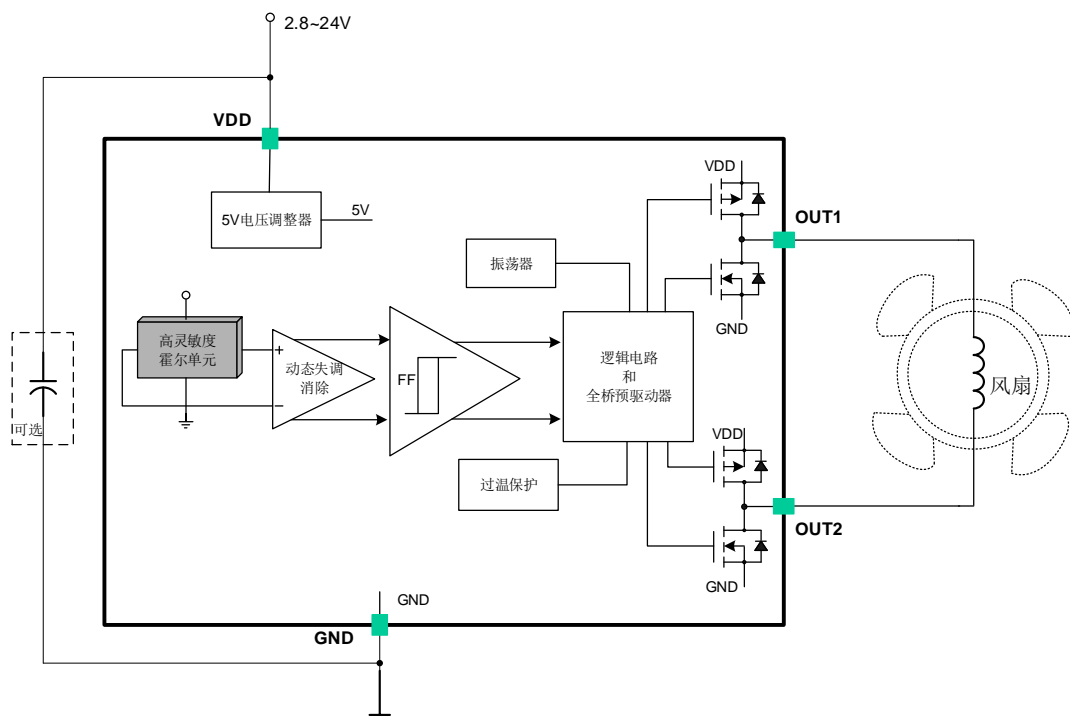 2.8~24V
VDD
VDD
5V电压调整器
5V
OUT1
振荡器
GND
高灵敏度
霍尔单元
+
动态失调
消除
−
FF
逻辑电路
和
全桥预驱动器
风扇
可选
VDD
过温保护
OUT2
GND
GND
GND